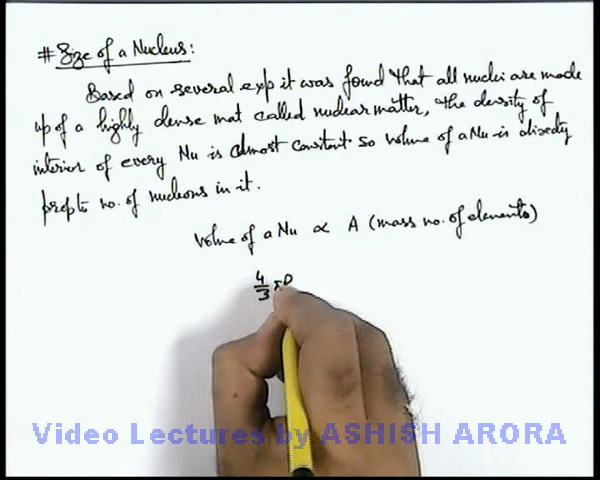 # Size of a Nucleus:
Based on several exp it was found that all nuclei are made
up of a highly dense mat called nuclear matter, the density of
interior of every Nu is almost constant so volume of a Nu is directly
prop to no. of nucleons in it.
Volume of a Nu ∝ A (mass no. of elements)
4/3 π
Video Lectures by ASHISH ARORA